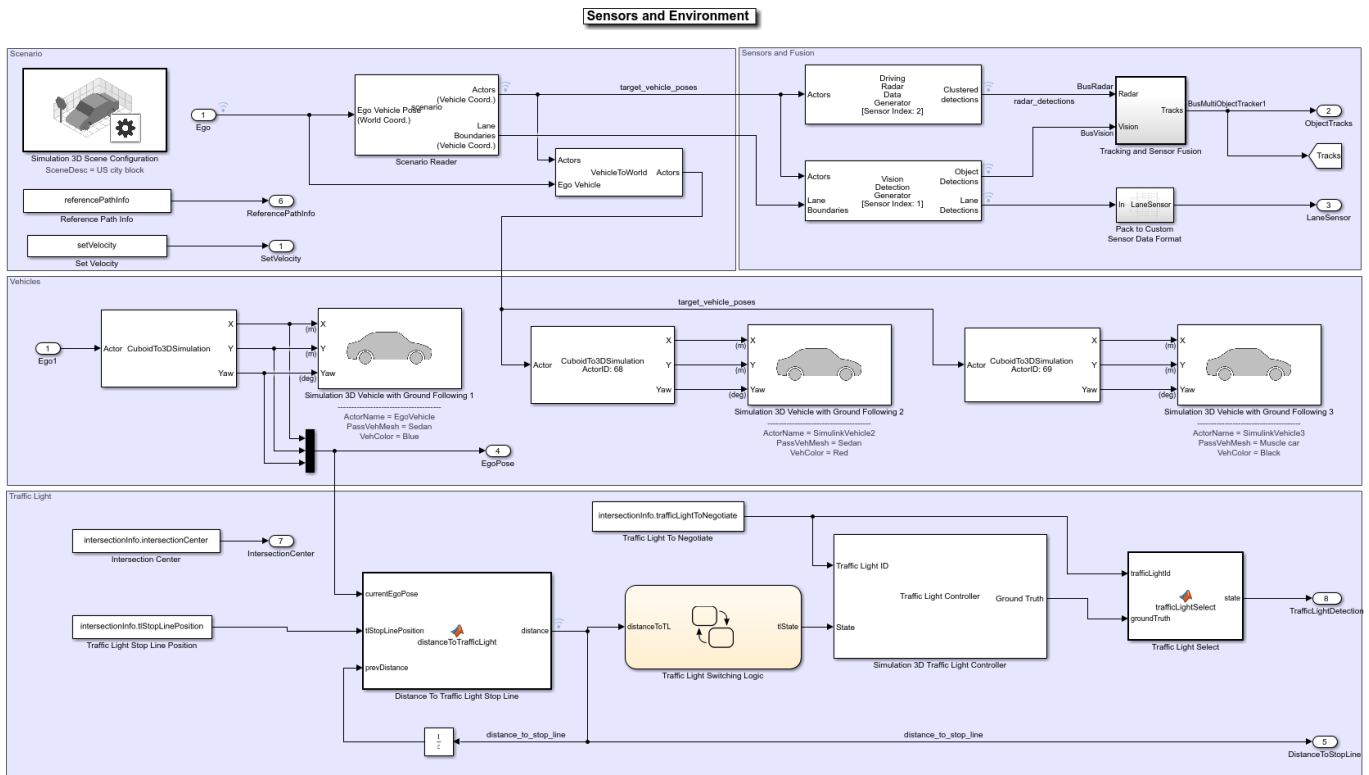 Sensors and Environment
Scenario
Simulation 3D Scene Configuration
SceneDesc = US city block
1
Ego
Ego Vehicle Pose
(World Coord.)
scenario
Actors
(Vehicle Coord.)
Lane
Boundaries
(Vehicle Coord.)
Scenario Reader
target_vehicle_poses
Actors
Ego Vehicle
VehicleToWorld
Actors
referencePathInfo
Reference Path Info
6
ReferencePathInfo
setVelocity
Set Velocity
1
SetVelocity
Sensors and Fusion
Actors
Driving
Radar
Data
Generator
[Sensor Index: 2]
Clustered
detections
radar_detections
BusRadar
Radar
Vision
BusVision
Tracks
Tracking and Sensor Fusion
BusMultiObjectTracker1
2
ObjectTracks
Tracks
Actors
Lane
Boundaries
Vision
Detection
Generator
[Sensor Index: 1]
Object
Detections
Lane
Detections
In
LaneSensor
Pack to Custom
Sensor Data Format
3
LaneSensor
Vehicles
1
Ego1
Actor
CuboidTo3DSimulation
X
Y
Yaw
(m)
(m)
(deg)
X
Y
Yaw
Simulation 3D Vehicle with Ground Following 1
----------------------------------------
ActorName = EgoVehicle
PassVehMesh = Sedan
VehColor = Blue
4
EgoPose
target_vehicle_poses
Actor
CuboidTo3DSimulation
ActorID: 68
X
Y
Yaw
(m)
(m)
(deg)
X
Y
Yaw
Simulation 3D Vehicle with Ground Following 2
----------------------------------------
ActorName = SimulinkVehicle2
PassVehMesh = Sedan
VehColor = Red
Actor
CuboidTo3DSimulation
ActorID: 69
X
Y
Yaw
(m)
(m)
(deg)
X
Y
Yaw
Simulation 3D Vehicle with Ground Following 3
----------------------------------------
ActorName = SimulinkVehicle3
PassVehMesh = Muscle car
VehColor = Black
Traffic Light
intersectionInfo.intersectionCenter
Intersection Center
7
IntersectionCenter
intersectionInfo.tlStopLinePosition
Traffic Light Stop Line Position
currentEgoPose
tlStopLinePosition
prevDistance
distanceToTrafficLight
distance
Distance To Traffic Light Stop Line
intersectionInfo.trafficLightToNegotiate
Traffic Light To Negotiate
distanceToTL
tlState
Traffic Light Switching Logic
Traffic Light ID
State
Traffic Light Controller
Ground Truth
Simulation 3D Traffic Light Controller
trafficLightId
groundTruth
trafficLightSelect
state
Traffic Light Select
8
TrafficLightDetection
1
z
distance_to_stop_line
distance_to_stop_line
5
DistanceToStopLine